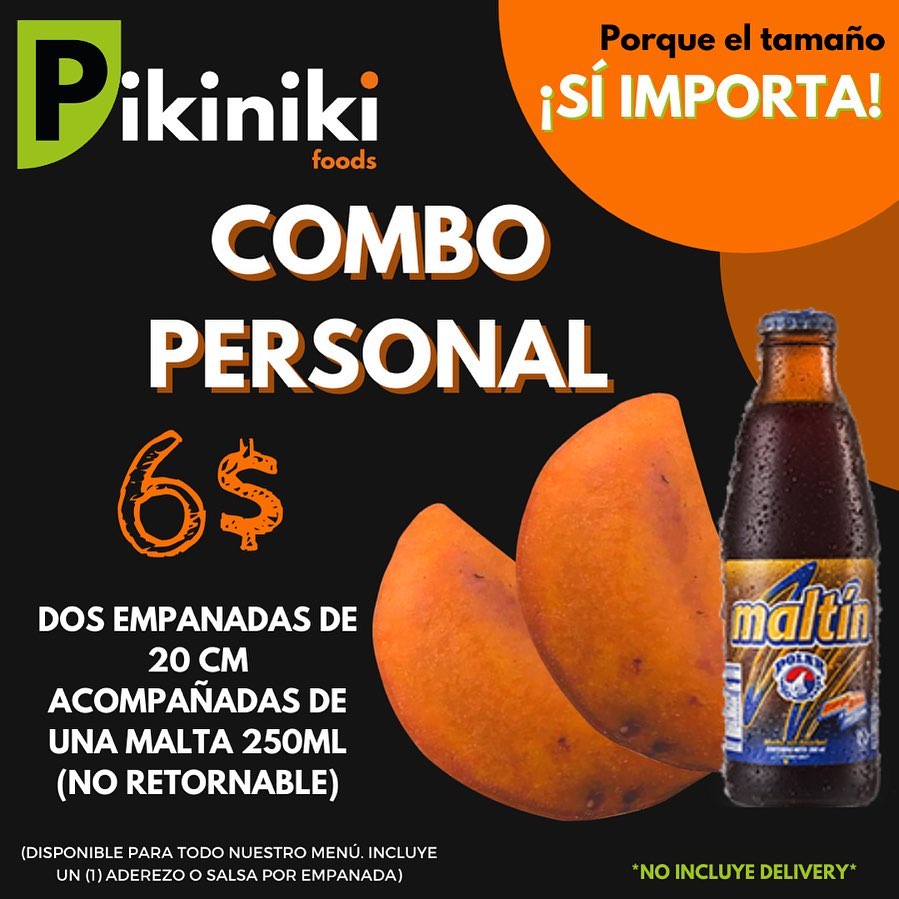 Pikiniki
foods
Porque el tamaño
¡SÍ IMPORTA!
COMBO
PERSONAL
6$
DOS EMPANADAS DE
20 CM
ACOMPAÑADAS DE
UNA MALTA 250ML
(NO RETORNABLE)
maltín
POLAR
(DISPONIBLE PARA TODO NUESTRO MENÚ. INCLUYE
UN (1) ADEREZO O SALSA POR EMPANADA)
*NO INCLUYE DELIVERY*